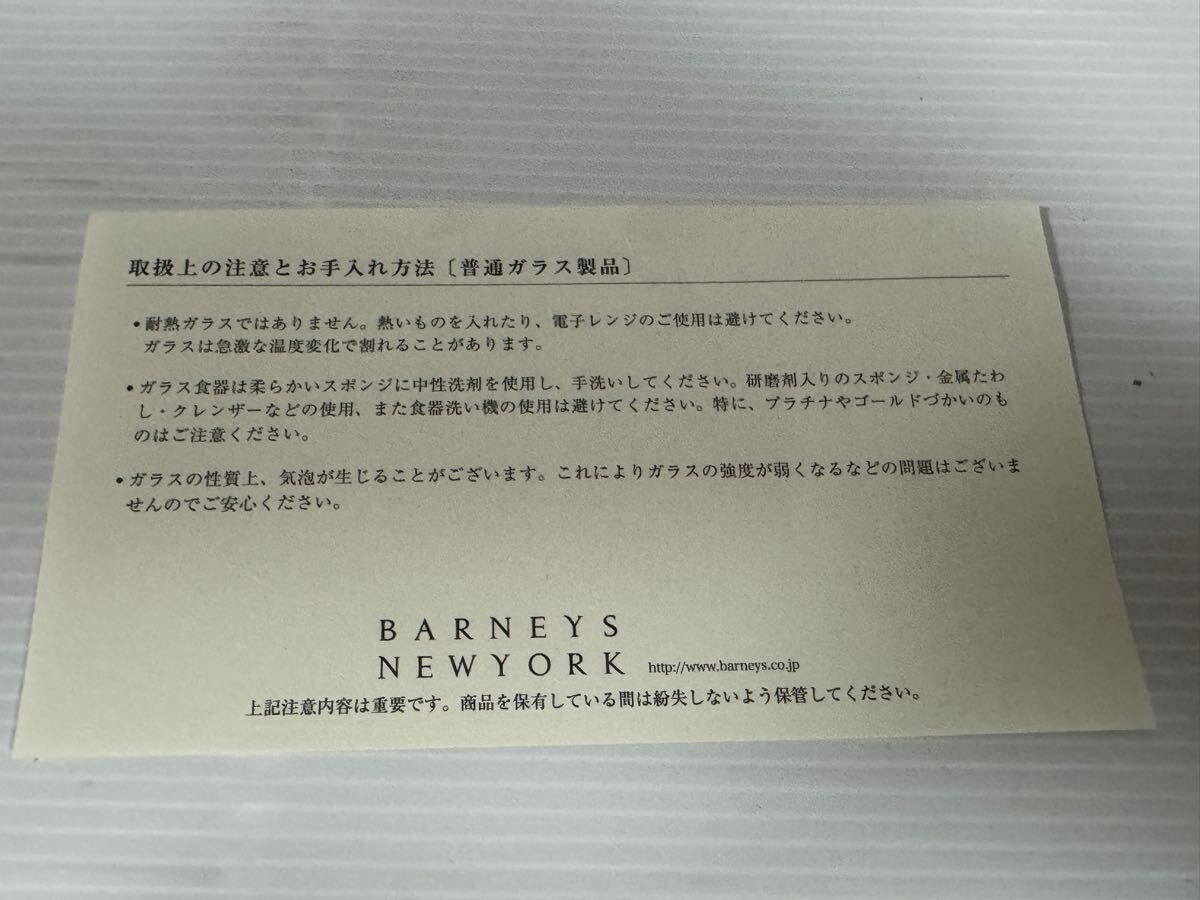 取扱上の注意とお手入れ方法〔普通ガラス製品〕
•耐熱ガラスではありません。熱いものを入れたり、電子レンジのご使用は避けてください。
ガラスは急激な温度変化で割れることがあります。
•ガラス食器は柔らかいスポンジに中性洗剤を使用し、手洗いしてください。研磨剤入りのスポンジ・金属たわ
し・クレンザーなどの使用、また食器洗い機の使用は避けてください。特に、プラチナやゴールドづかいのも
のはご注意ください。
•ガラスの性質上、気泡が生じることがございます。これによりガラスの強度が弱くなるなどの問題はございま
せんのでご安心ください。
BARNEYS
NEWYORK http://www.barneys.co.jp
上記注意内容は重要です。商品を保有している間は紛失しないよう保管してください。